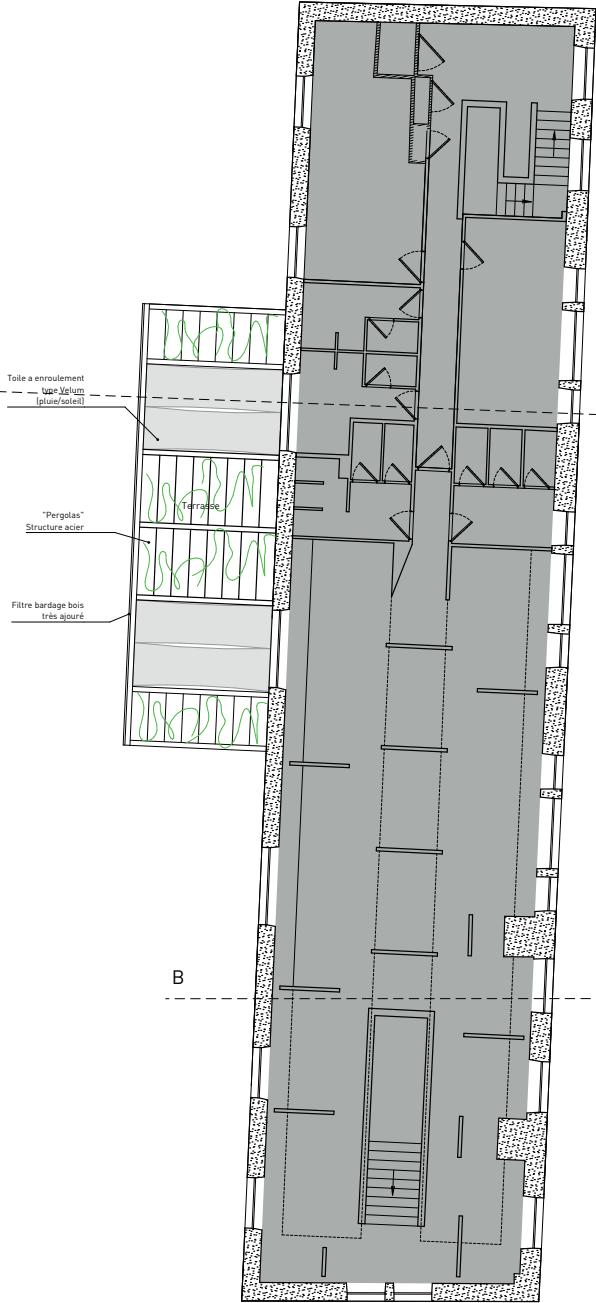 Toile a enroulement
type Velum
(pluie/soleil)
Terrasse
"Pergolas"
Structure acier
Filtre bardage bois
très ajouré
B